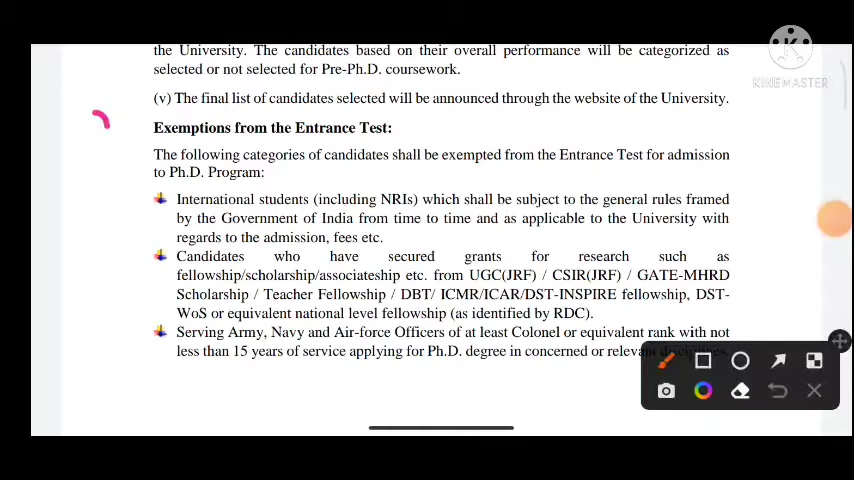 the University. The candidates based on their overall performance will be categorized as
selected or not selected for Pre-Ph.D. coursework.
KINEMASTER
(v) The final list of candidates selected will be announced through the website of the University.
Exemptions from the Entrance Test:
The following categories of candidates shall be exempted from the Entrance Test for admission
to Ph.D. Program:
International students (including NRIs) which shall be subject to the general rules framed
by the Government of India from time to time and as applicable to the University with
regards to the admission, fees etc.
Candidates who have secured grants for research such as
fellowship/scholarship/associateship etc. from UGC(JRF) / CSIR(JRF) / GATE-MHRD
Scholarship / Teacher Fellowship / DBT/ ICMR/ICAR/DST-INSPIRE fellowship, DST-
WoS or equivalent national level fellowship (as identified by RDC).
Serving Army, Navy and Air-force Officers of at least Colonel or equivalent rank with not
less than 15 years of service applying for Ph.D. degree in concerned or relevant disciplines.